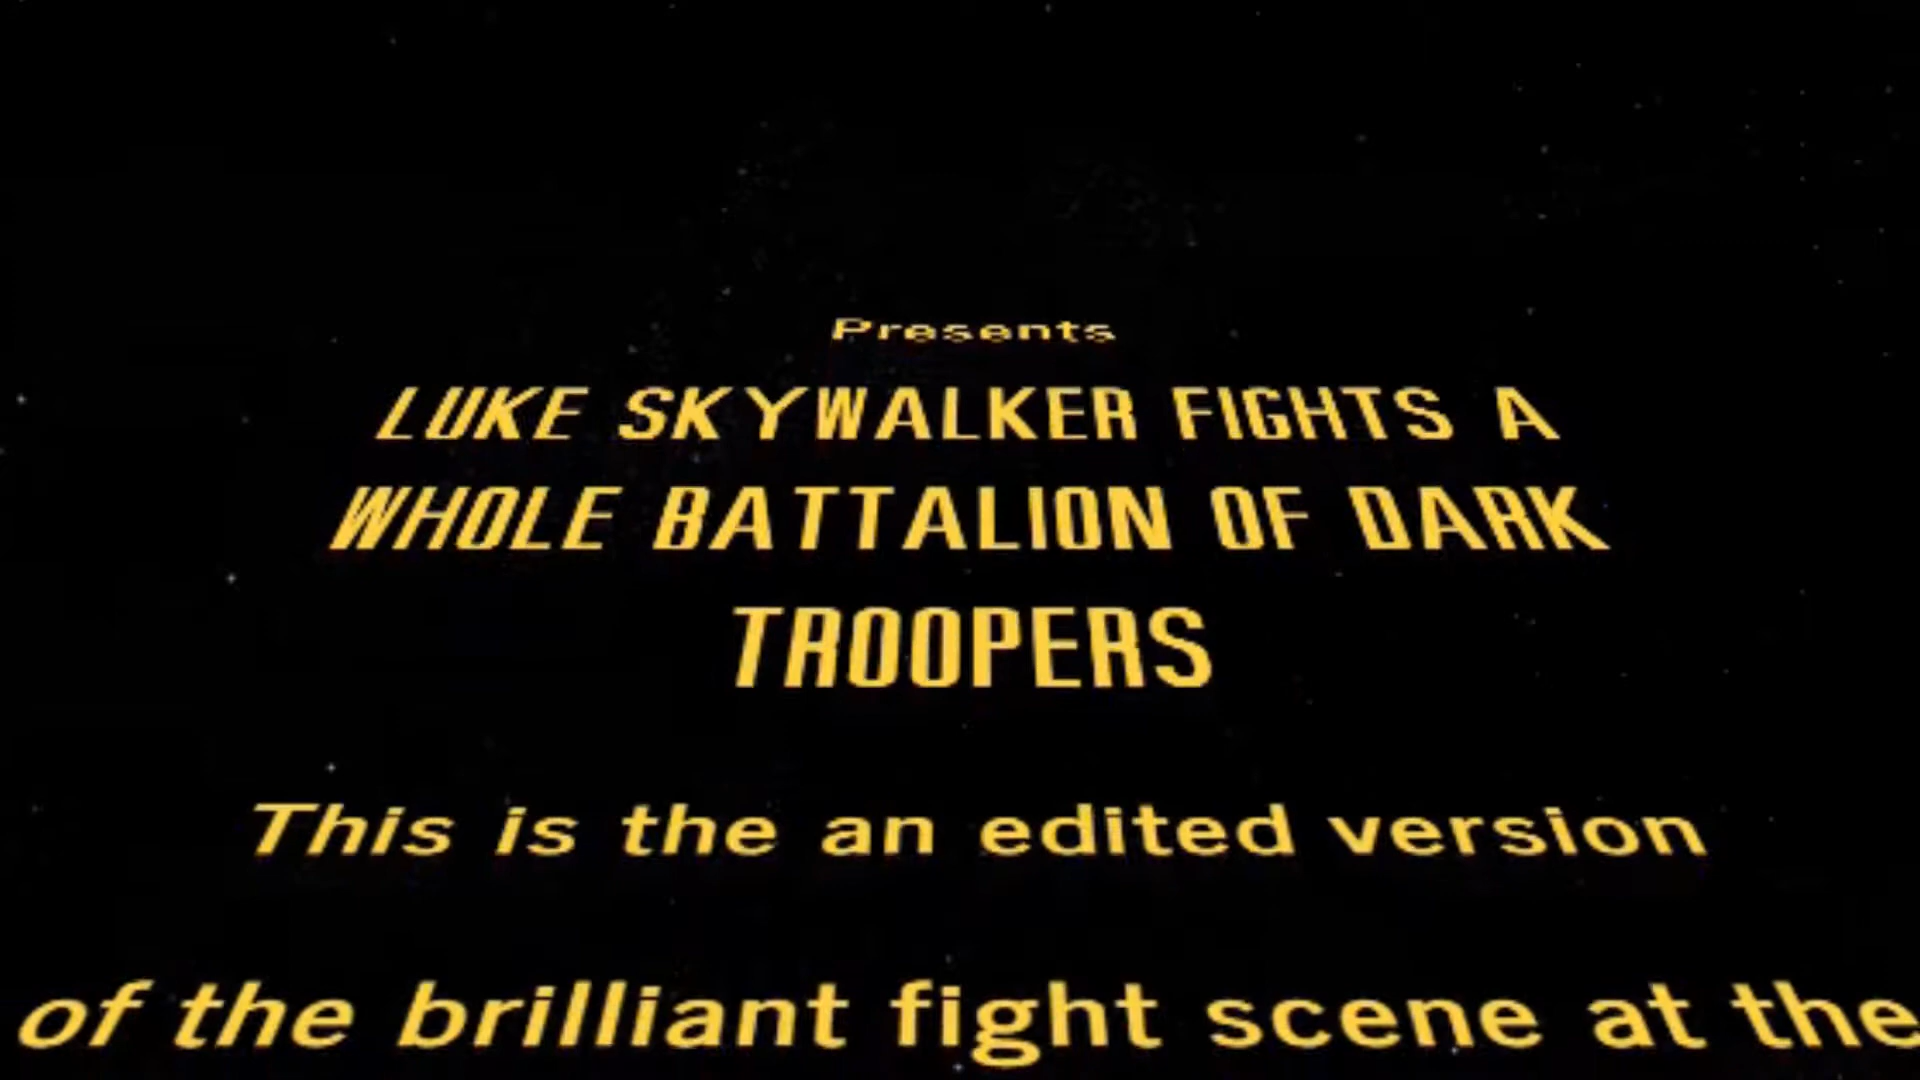 Presents
LUKE SKYWALKER FIGHTS A
WHOLE BATTALION OF DARK
TROOPERS
This is the an edited version
of the brilliant fight scene at the